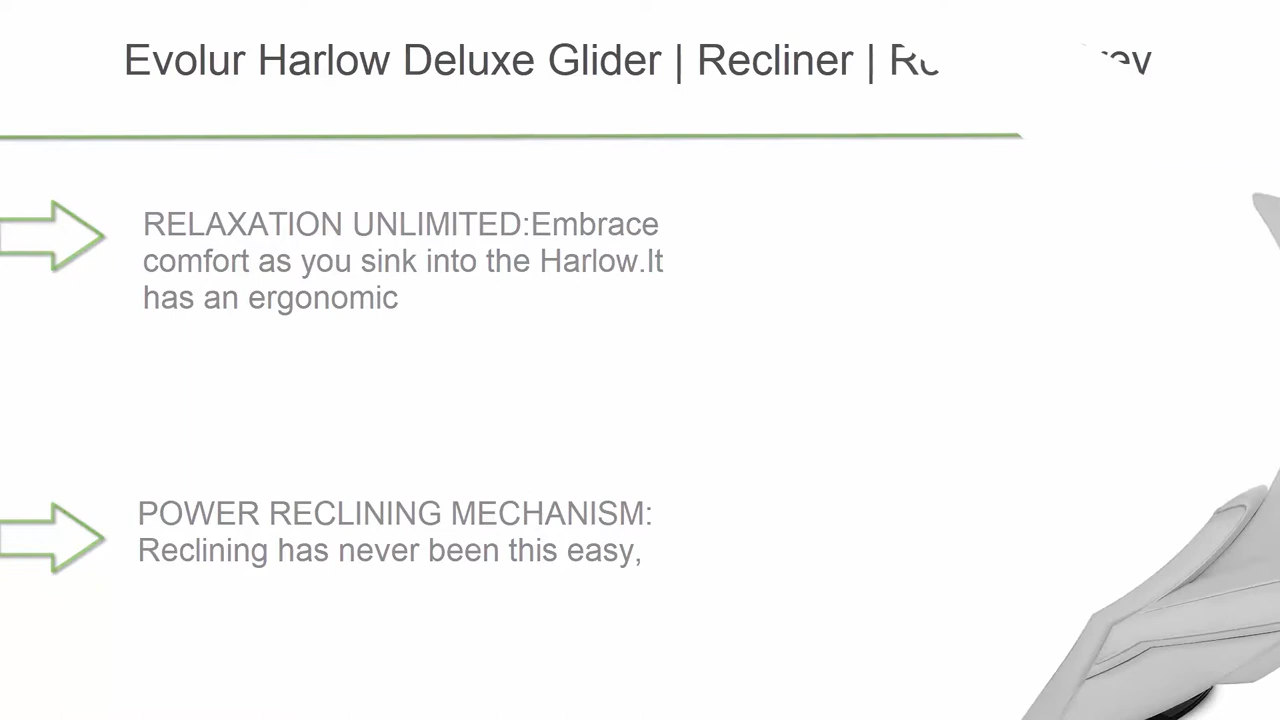 Evolur Harlow Deluxe Glider | Recliner |
RELAXATION UNLIMITED:Embrace
comfort as you sink into the Harlow.It
has an ergonomic
POWER RECLINING MECHANISM:
Reclining has never been this easy,